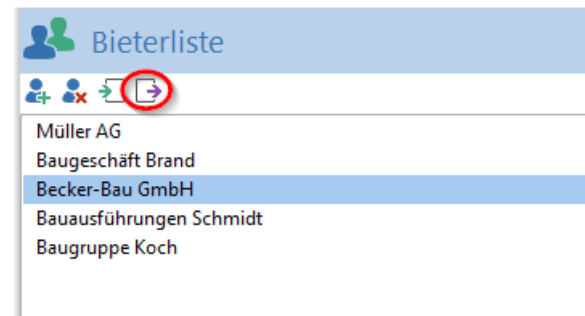 Bieterliste
Müller AG
Baugeschäft Brand
Becker-Bau GmbH
Bauausführungen Schmidt
Baugruppe Koch